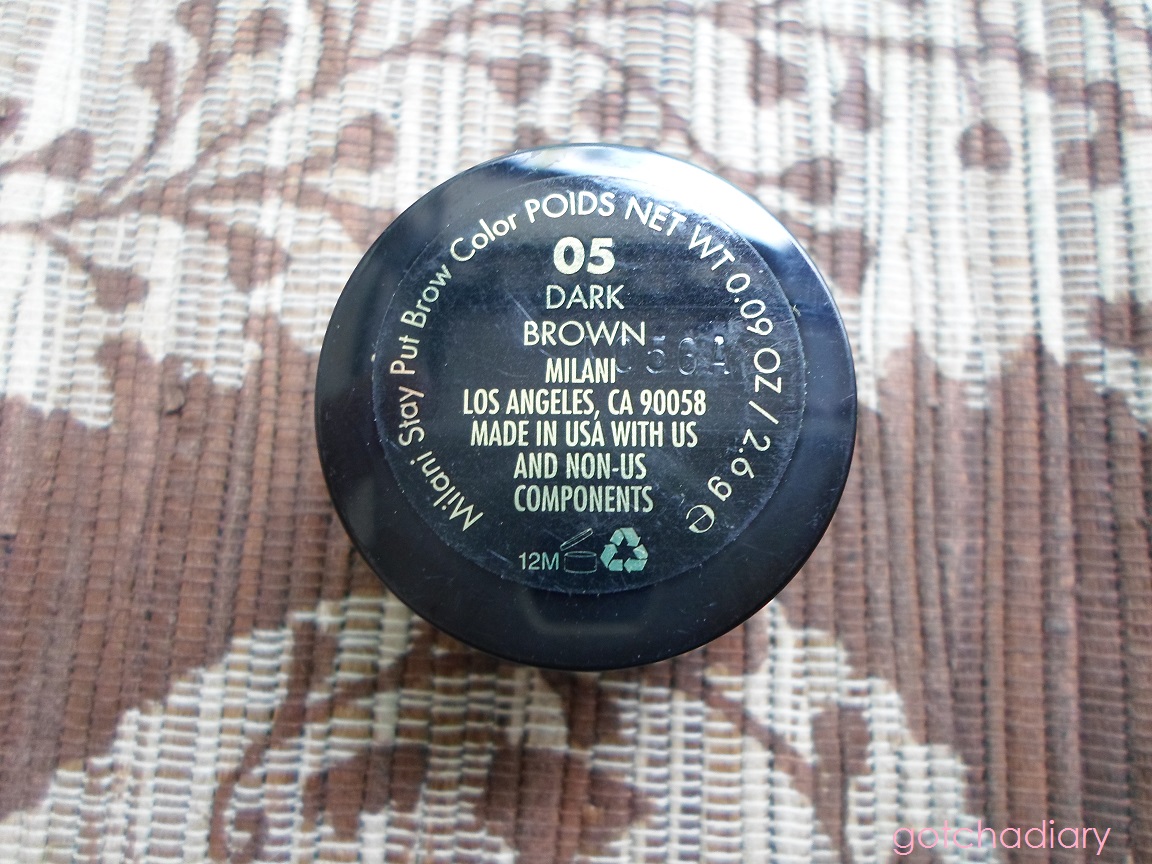 Milani Stay Put Brow Color POIDS NET WT 0.09 OZ / 2.6 g e
05
DARK
BROWN
MILANI
LOS ANGELES, CA 90058
MADE IN USA WITH US
AND NON-US
COMPONENTS
12M
gotchadiary